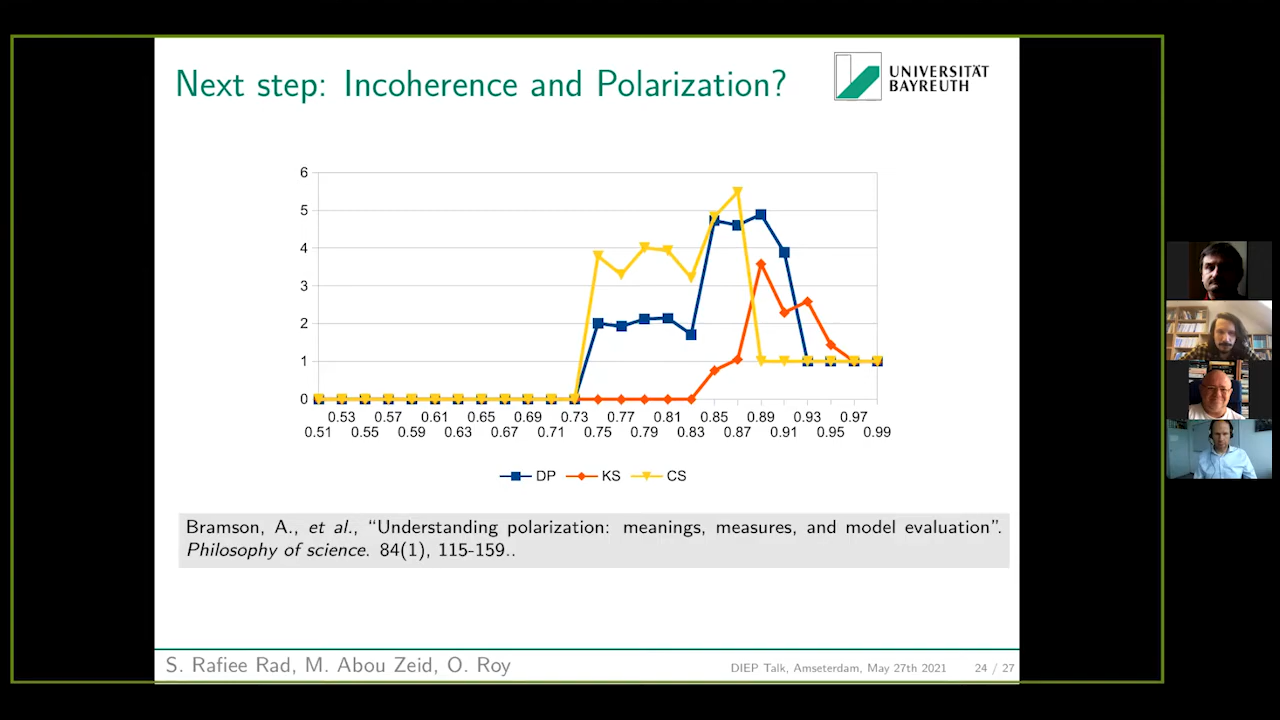 Next step: Incoherence and Polarization?
UNIVERSITÄT
BAYREUTH
6
5
4
3
2
1
0
0.53 0.57 0.61 0.65 0.69 0.73 0.77 0.81 0.85 0.89 0.93 0.97
0.51 0.55 0.59 0.63 0.67 0.71 0.75 0.79 0.83 0.87 0.91 0.95 0.99
DP KS CS
Bramson, A., et al., “Understanding polarization: meanings, measures, and model evaluation”.
Philosophy of science. 84(1), 115-159..
S. Rafiee Rad, M. Abou Zeid, O. Roy
DIEP Talk, Amseterdam, May 27th 2021 24 / 27